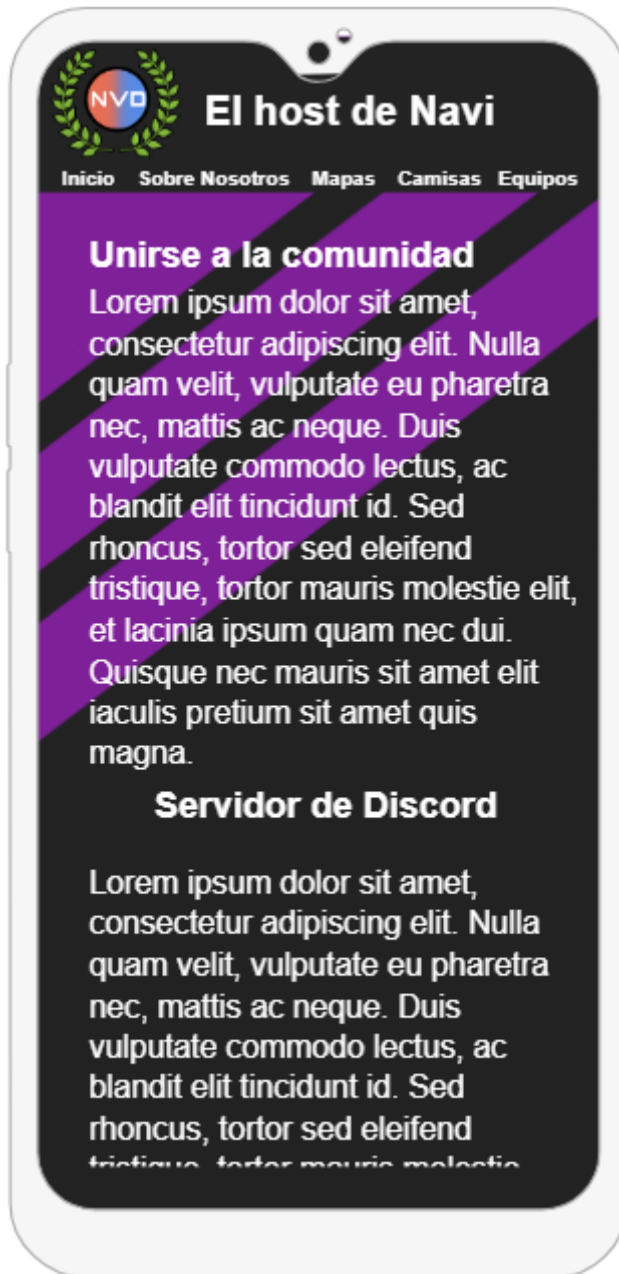 NVD
El host de Navi
Inicio Sobre Nosotros Mapas Camisas Equipos
Unirse a la comunidad
Lorem ipsum dolor sit amet,
consectetur adipiscing elit. Nulla
quam velit, vulputate eu pharetra
nec, mattis ac neque. Duis
vulputate commodo lectus, ac
blandit elit tincidunt id. Sed
rhoncus, tortor sed eleifend
tristique, tortor mauris molestie elit,
et lacinia ipsum quam nec dui.
Quisque nec mauris sit amet elit
iaculis pretium sit amet quis
magna.
Servidor de Discord
Lorem ipsum dolor sit amet,
consectetur adipiscing elit. Nulla
quam velit, vulputate eu pharetra
nec, mattis ac neque. Duis
vulputate commodo lectus, ac
blandit elit tincidunt id. Sed
rhoncus, tortor sed eleifend
tristique, tortor mauris molestie